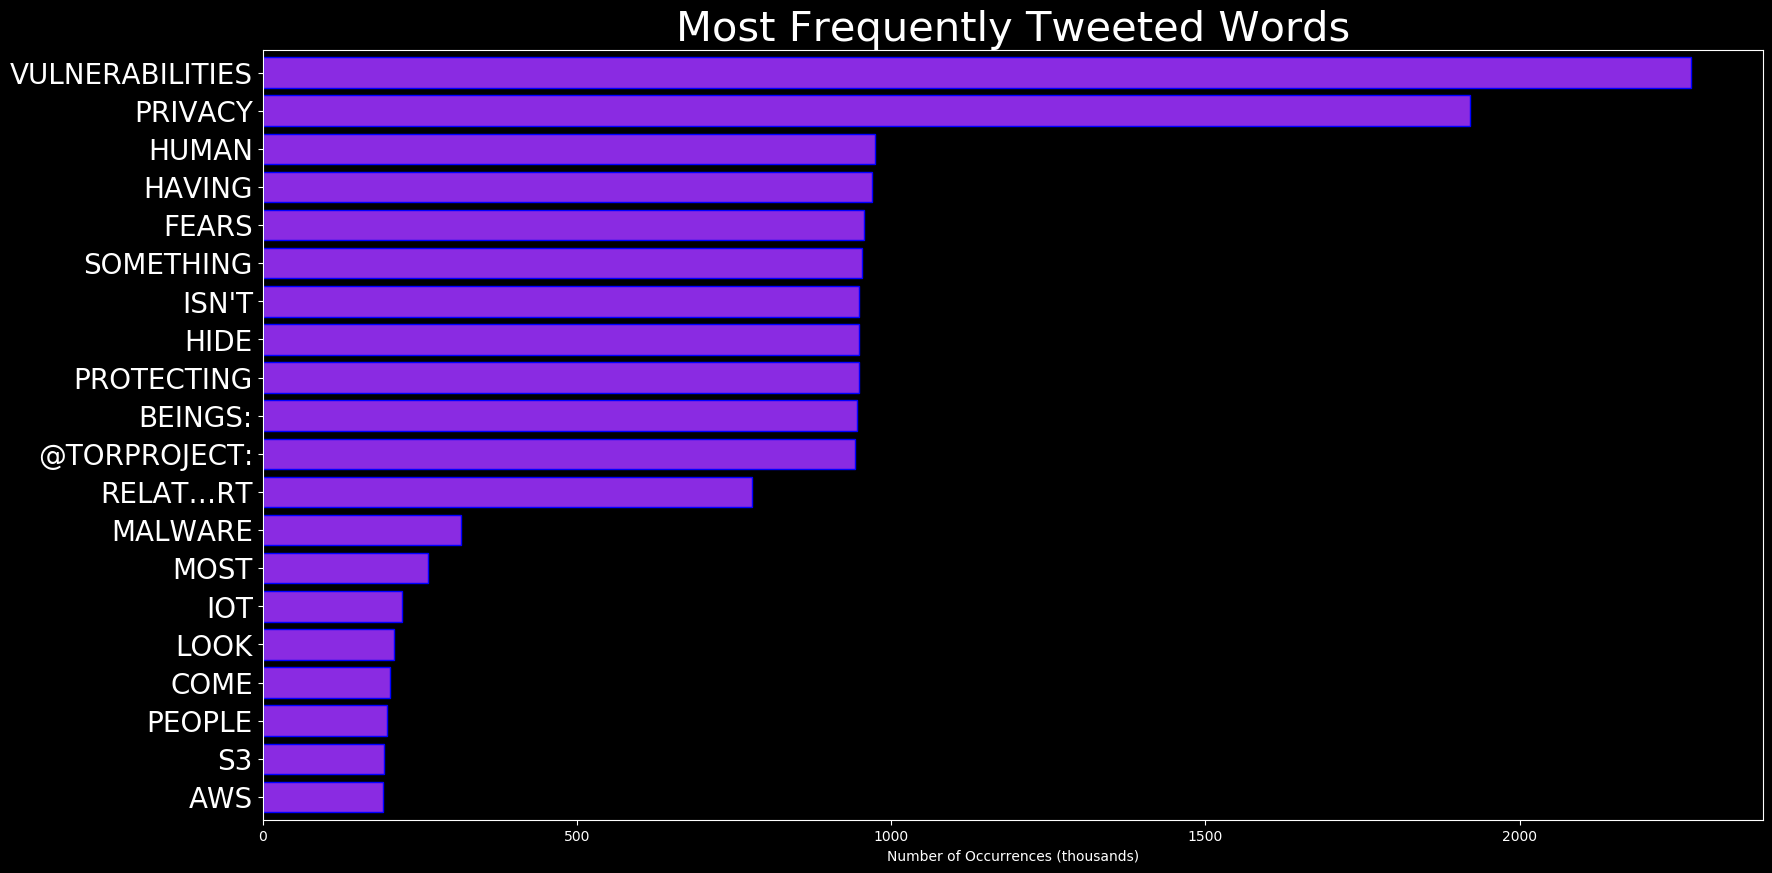 Most Frequently Tweeted Words
VULNERABILITIES
PRIVACY
HUMAN
HAVING
FEARS
SOMETHING
ISN'T
HIDE
PROTECTING
BEINGS:
@TORPROJECT:
RELAT…RT
MALWARE
MOST
IOT
LOOK
COME
PEOPLE
S3
AWS
0 500 1000 1500 2000
Number of Occurrences (thousands)